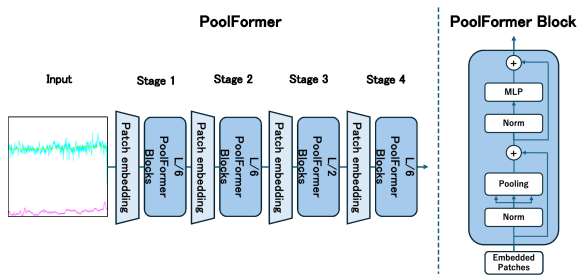 PoolFormer
PoolFormer Block
Input
Stage 1
Stage 2
Stage 3
Stage 4
Patch embedding
L/6
PoolFormer
Blocks
Patch embedding
L/6
PoolFormer
Blocks
Patch embedding
L/2
PoolFormer
Blocks
Patch embedding
L/6
PoolFormer
Blocks
+
MLP
Norm
+
Pooling
Norm
Embedded
Patches